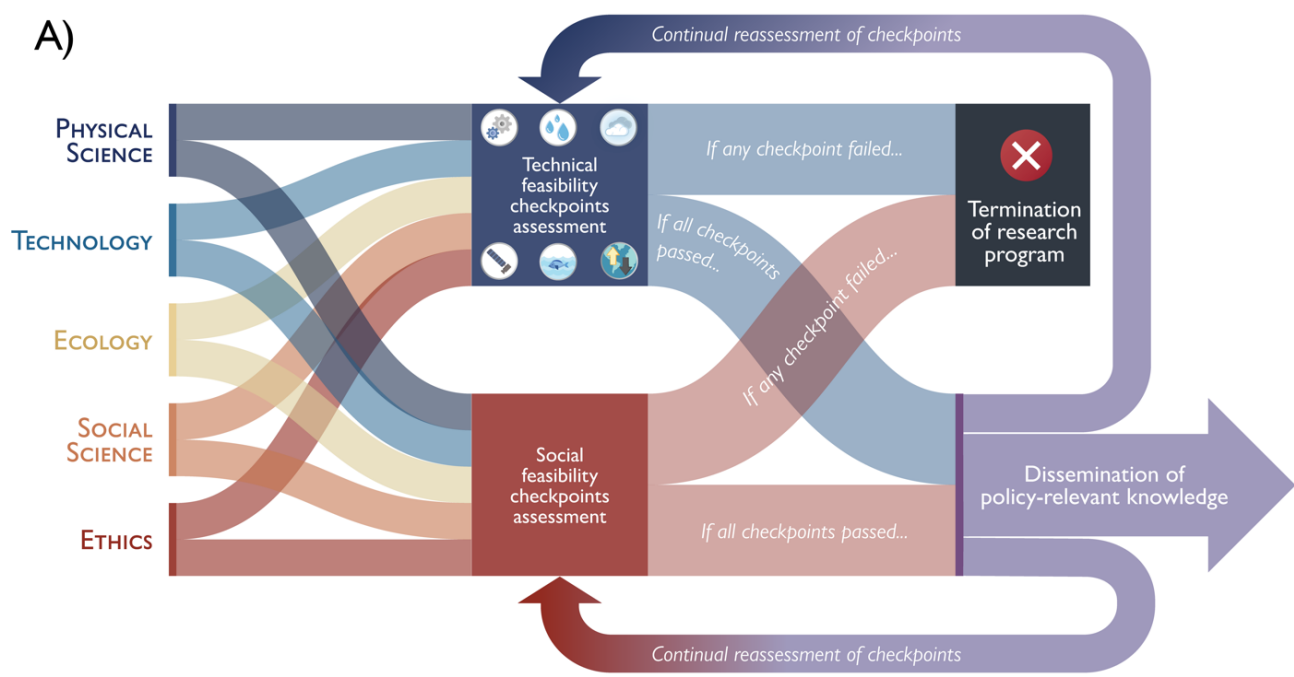 A)
Continual reassessment of checkpoints
PHYSICAL
SCIENCE
TECHNOLOGY
ECOLOGY
SOCIAL
SCIENCE
ETHICS
Technical
feasibility
checkpoints
assessment
If any checkpoint failed...
If all checkpoints
passed...
Termination
of research
program
If any checkpoint failed...
Social
feasibility
checkpoints
assessment
If all checkpoints passed...
Dissemination of
policy-relevant knowledge
Continual reassessment of checkpoints